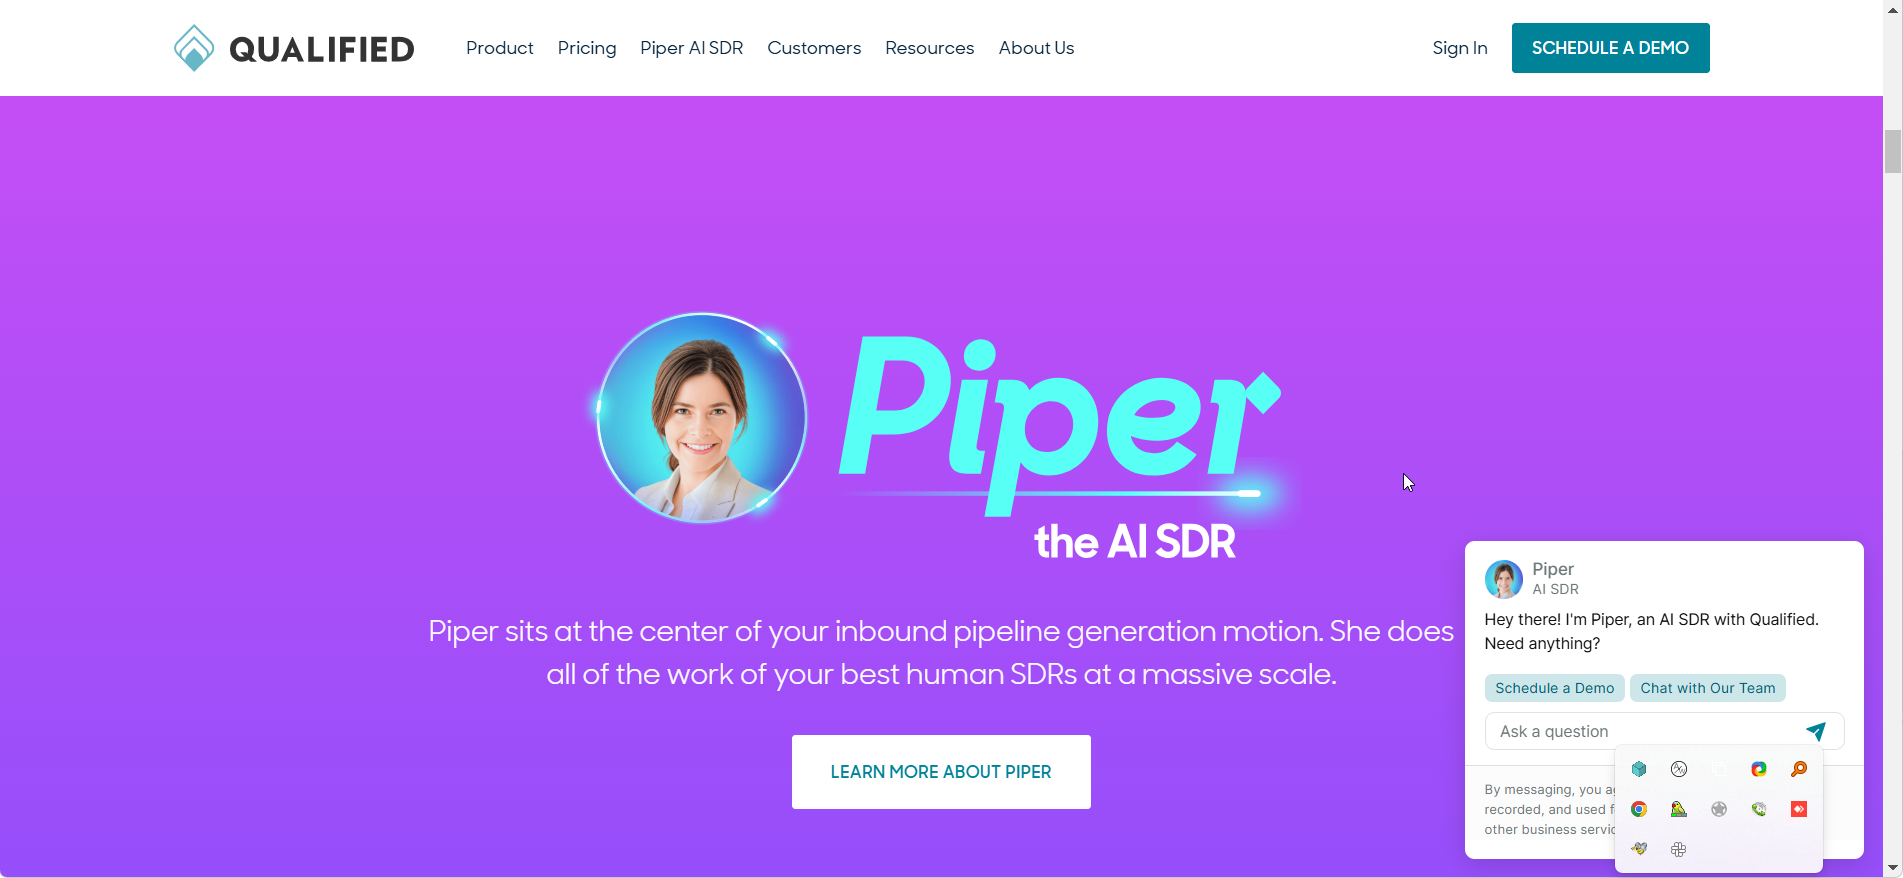 QUALIFIED
Product Pricing Piper AI SDR Customers Resources About Us
Sign In
SCHEDULE A DEMO
Piper
the AI SDR
Piper sits at the center of your inbound pipeline generation motion. She does
all of the work of your best human SDRs at a massive scale.
LEARN MORE ABOUT PIPER
Piper
AI SDR
Hey there! I'm Piper, an AI SDR with Qualified.
Need anything?
Schedule a Demo Chat with Our Team
Ask a question
By messaging, you
recorded, and used
other business